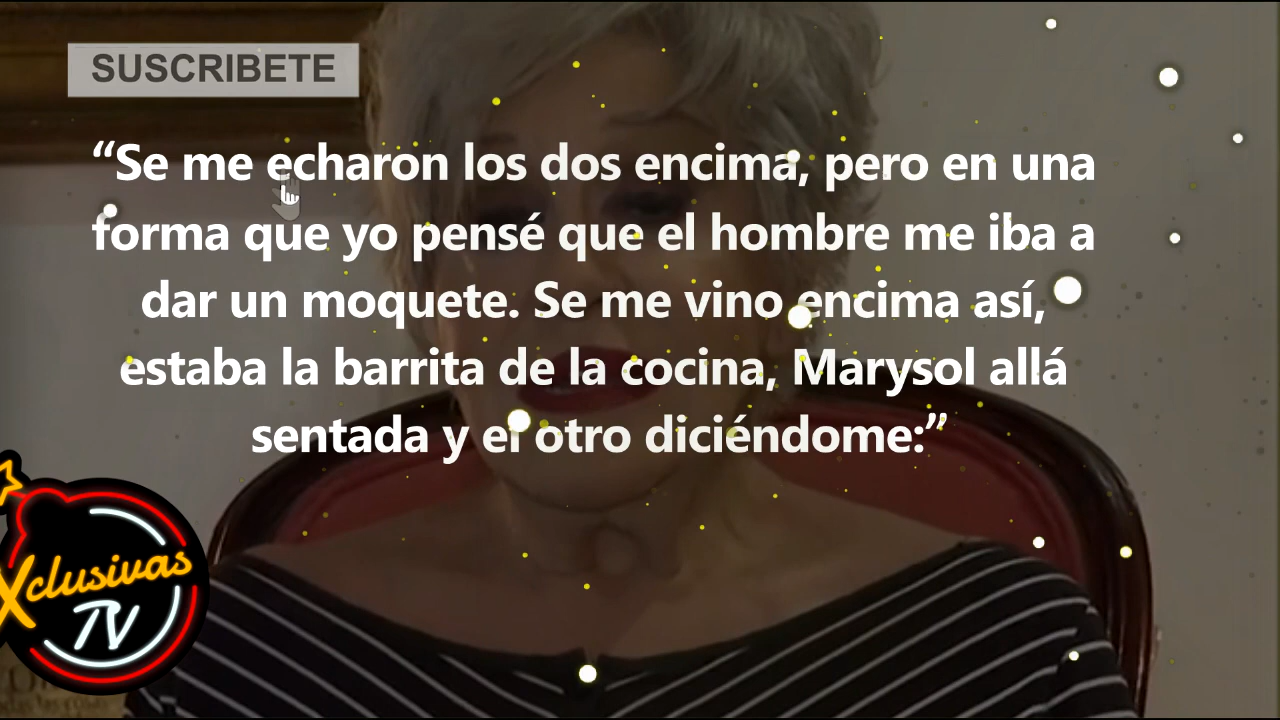 SUSCRIBETE
“Se me echaron los dos encima, pero en una
forma que yo pensé que el hombre me iba a
dar un moquete. Se me vino encima así,
estaba la barrita de la cocina, Marysol allá
sentada y el otro diciéndome:”
Xclusivas
TV